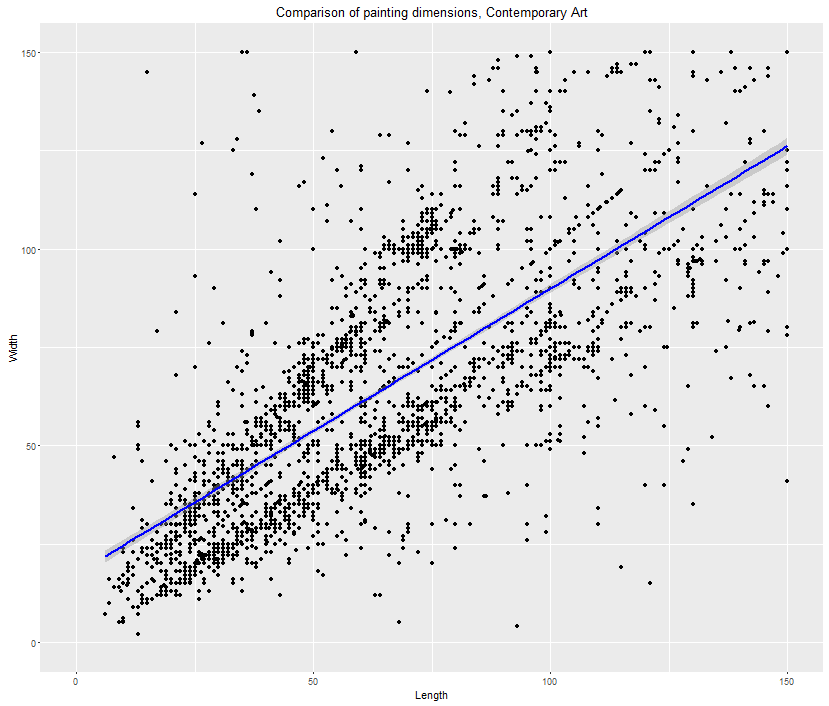 Comparison of painting dimensions, Contemporary Art
150
100
50
0
Width
0 50 100 150
Length